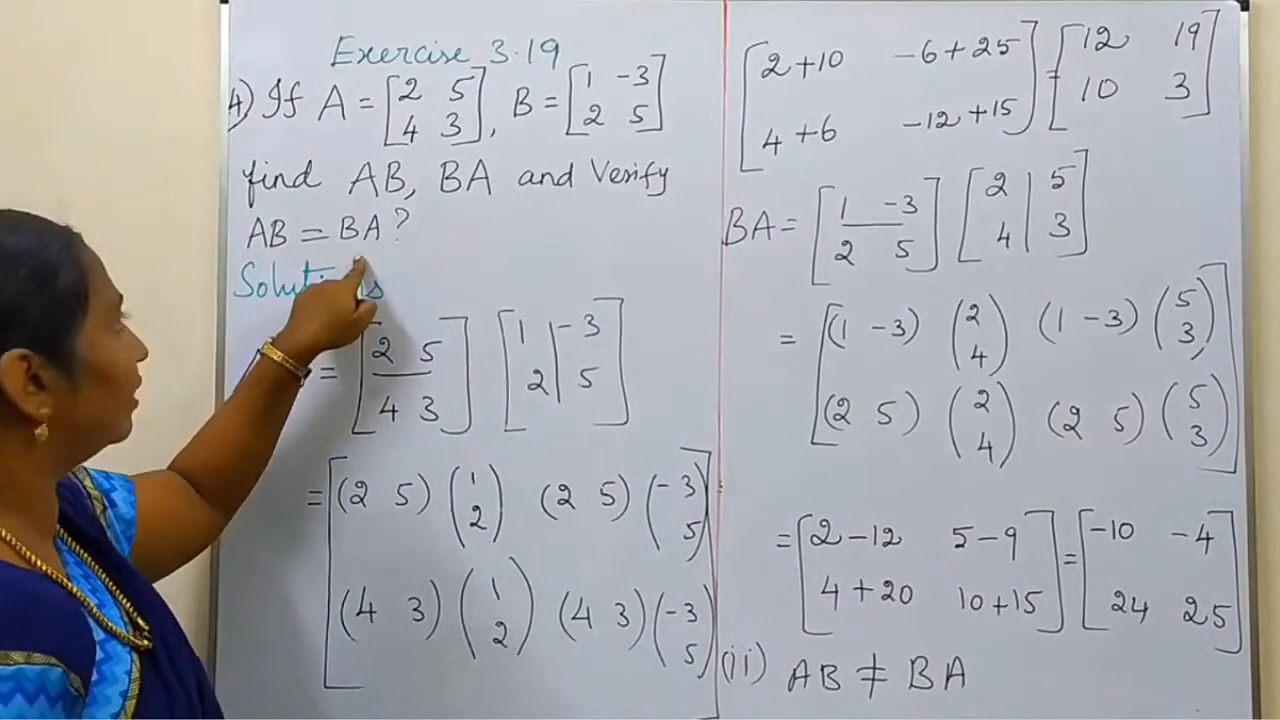 Exercise 3.19
4) If A = [2 5 4 3], B = [1 -3 2 5]
find AB, BA and Verify
AB = BA?
= [2 5 4 3] [1 -3 2 5]
= [(2 5) (1 2) (2 5) (-3 5)
(4 3) (1 2) (4 3) (-3 5)]
[2+10 -6+25
4+6 -12+15] = [12 19 10 3]
BA = [1 -3 2 5] [2 5 4 3]
= [(1 -3) (2 4) (1 -3) (5 3)
(2 5) (2 4) (2 5) (5 3)]
= [2-12 5-9 4+20 10+15] = [-10 -4 24 25]
(ii) AB ≠ BA